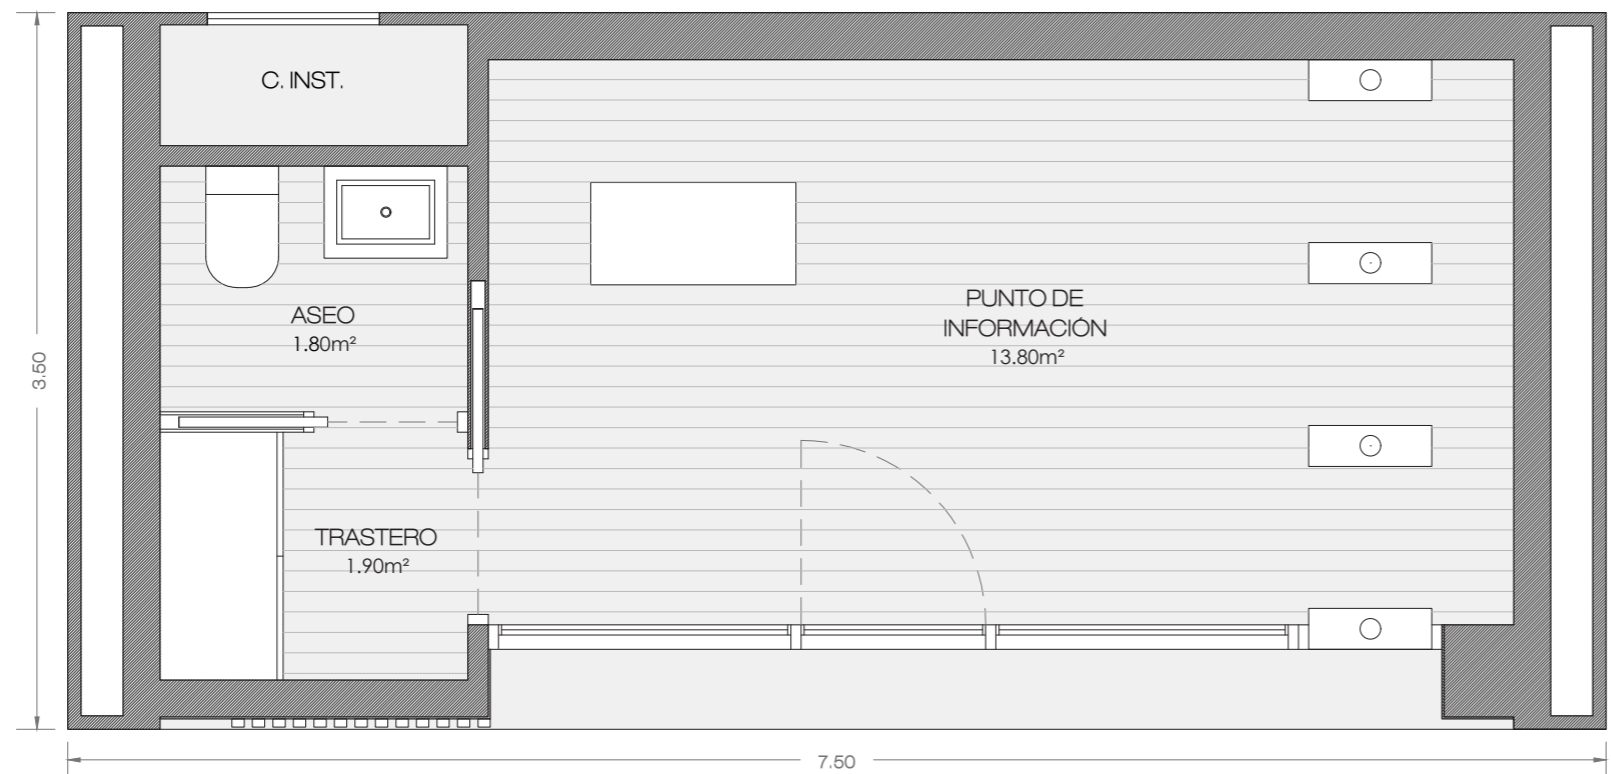 C. INST.
ASEO
1.80m²
PUNTO DE
INFORMACIÓN
13.80m²
3.50
TRASTERO
1.90m²
7.50